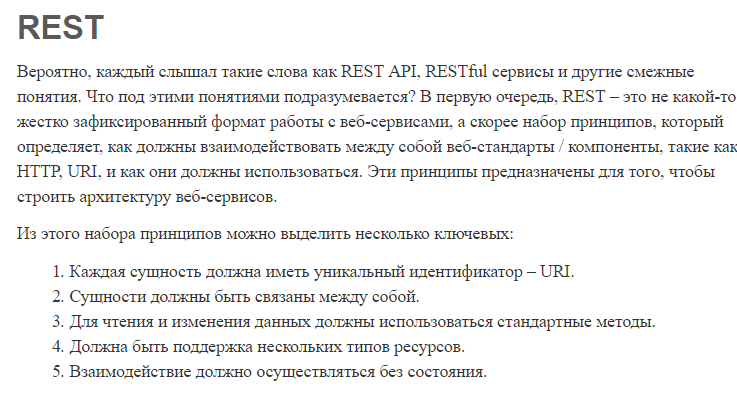 REST
Вероятно, каждый слышал такие слова как REST API, RESTful сервисы и другие смежные
понятия. Что под этими понятиями подразумевается? В первую очередь, REST – это не какой-то
жестко зафиксированный формат работы с веб-сервисами, а скорее набор принципов, который
определяет, как должны взаимодействовать между собой веб-стандарты / компоненты, такие как
HTTP, URI, и как они должны использоваться. Эти принципы предназначены для того, чтобы
строить архитектуру веб-сервисов.
Из этого набора принципов можно выделить несколько ключевых:
1. Каждая сущность должна иметь уникальный идентификатор – URI.
2. Сущности должны быть связаны между собой.
3. Для чтения и изменения данных должны использоваться стандартные методы.
4. Должна быть поддержка нескольких типов ресурсов.
5. Взаимодействие должно осуществляться без состояния.